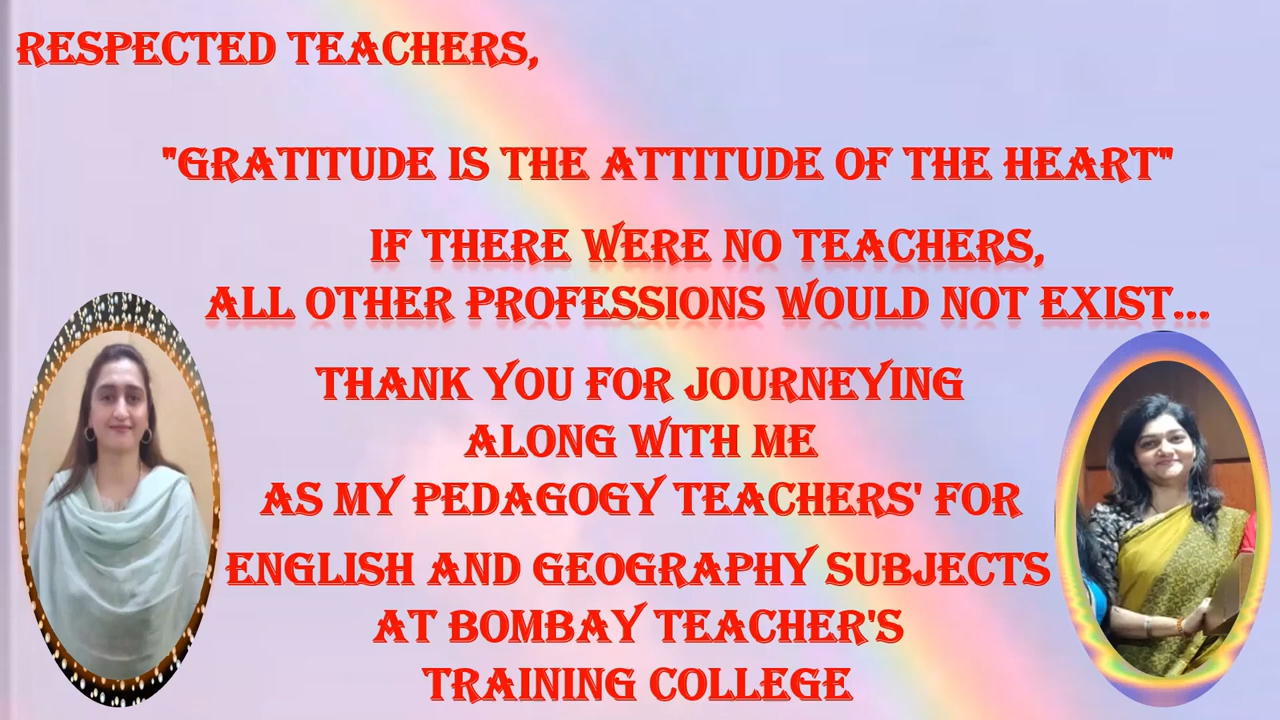 RESPECTED TEACHERS,
"GRATITUDE IS THE ATTITUDE OF THE HEART"
IF THERE WERE NO TEACHERS,
ALL OTHER PROFESSIONS WOULD NOT EXIST...
THANK YOU FOR JOURNEYING
ALONG WITH ME
AS MY PEDAGOGY TEACHERS' FOR
ENGLISH AND GEOGRAPHY SUBJECTS
AT BOMBAY TEACHER'S
TRAINING COLLEGE